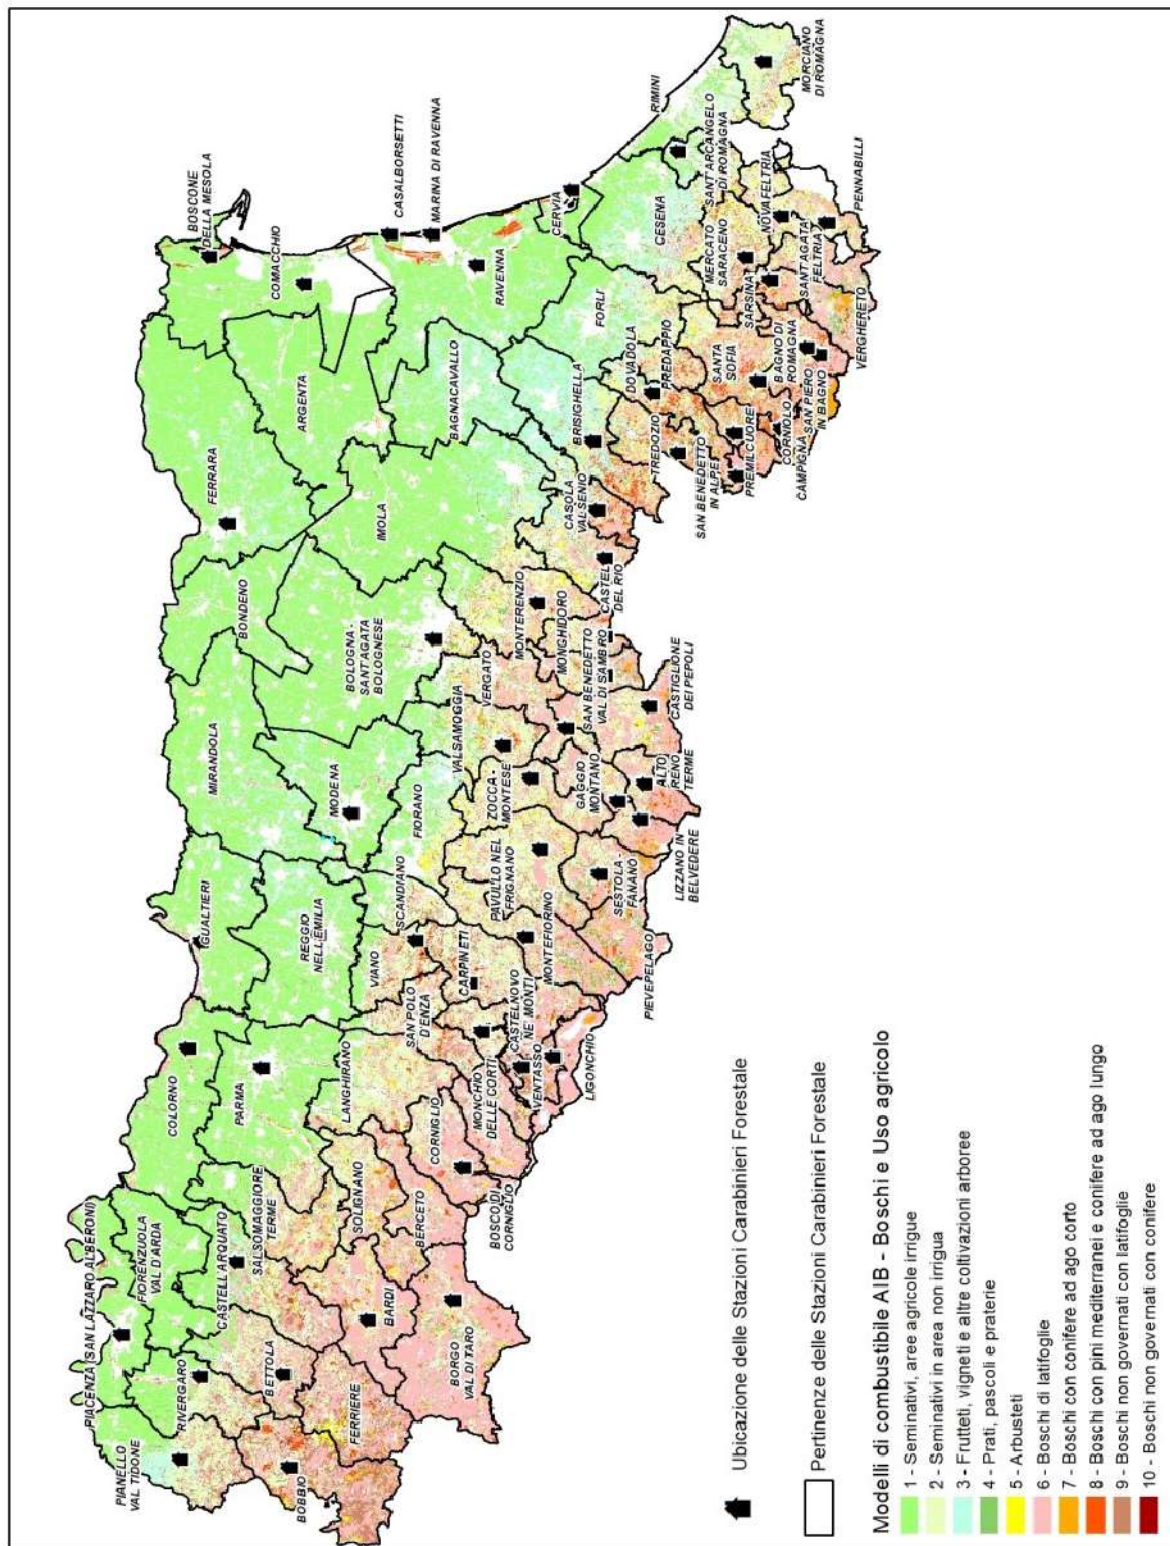 PIACENZA (SAN LAZZARO ALBERONI)
PIANELLO
VAL TIDONE
RIVERGARO
FIORENZUOLA
VAL D'ARDA
CASTELL'ARQUATO
BETTOLA
BOBBIO
FERRIERE
SALSOMAGGIORE
TERME
BARDI
BORGO
VAL DI TARO
SOLIGNANO
BERCETO
COLORNO
PARMA
LANGHIRANO
CORNIGLIO
BOSCO DI
CORNIGLIO
MONCHIO
DELLE CORTI
GUALTIERI
REGGIO
NELL'EMILIA
VIANO
SAN POLO
D'ENZA
CARPINETI
CASTELNOVO
NE' MONTI
VENTASSO
LIGONCHIO
SCANDIANO
MIRANDOLA
MODENA
FIORANO
PAVULLO NEL
FRIGNANO
MONTEFIORINO
PIEVEPELAGO
SESTOLA-
FANANO
ZOCCA-
MONTESE
LIZZANO IN
BELVEDERE
GAGGIO
MONTANO
ALTO
RENO
TERME
BONDENO
BOLOGNA -
SANT'AGATA
BOLOGNESE
VALSAMOGGIA
VERGATO
SAN BENEDETTO
VAL DI SAMBRO
CASTIGLIONE
DEI PEPOLI
MONTERENZIO
MONGHIDORO
FERRARA
IMOLA
CASTEL
DEL RIO
CASOLA
VALSENIO
ARGENTA
BAGNACAVALLO
BRISIGHELLA
TREDOZIO
SAN BENEDETTO
IN ALPE
BOSCONE
DELLA MESOLA
COMACCHIO
CASALBORSETTI
MARINA DI RAVENNA
RAVENNA
CERVIA
FORLI'
DOVADOLA
PREDAPPIO
PREMILCUORE
SANTA
SOFIA
CORNIOLO
CAMPIGNA
BAGNO DI
ROMAGNA
SAN PIERO
IN BAGNO
CESENA
MERCATO
SARACENO
SARSINA
VERGHERETO
RIMINI
SANT'ARCANGELO
DI ROMAGNA
NOVAFELTRIA
SANT'AGATA
FELTRIA
PENNABILLI
MORCIANO
DI ROMAGNA
Ubicazione delle Stazioni Carabinieri Forestale
Pertinenze delle Stazioni Carabinieri Forestale
Modelli di combustibile AIB - Boschi e Uso agricolo
1 - Seminativi, aree agricole irrigue
2 - Seminativi in area non irrigua
3 - Frutteti, vigneti e altre coltivazioni arboree
4 - Prati, pascoli e praterie
5 - Arbusteti
6 - Boschi di latifoglie
7 - Boschi con conifere ad ago corto
8 - Boschi con pini mediterranei e conifere ad ago lungo
9 - Boschi non governati con latifoglie
10 - Boschi non governati con conifere